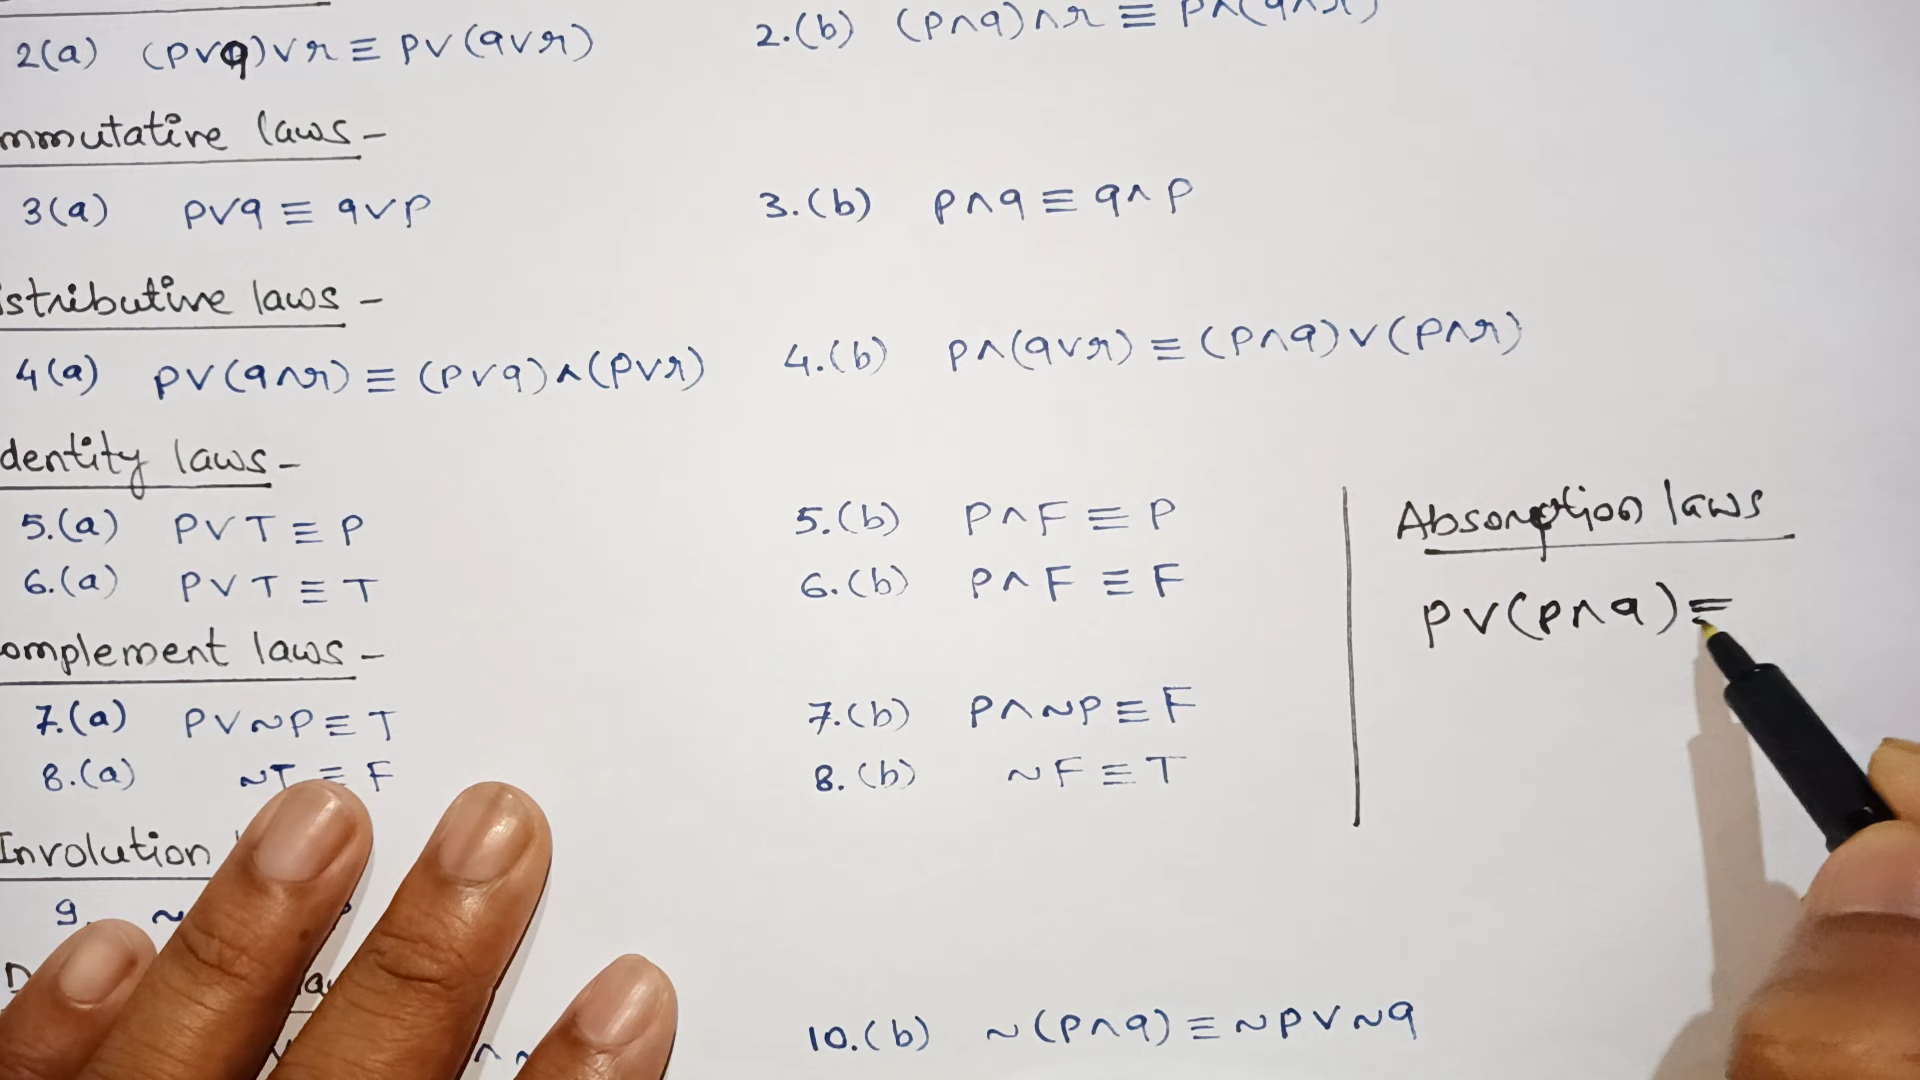 2(a) (p∨q)∨r ≡ p∨(q∨r)
2.(b) (p∧q)∧r ≡ p∧(q∧r)
mmutative laws -
3(a) p∨q ≡ q∨p
3.(b) p∧q ≡ q∧p
istributive laws -
4(a) p∨(q∧r) ≡ (p∨q)∧(p∨r)
4.(b) p∧(q∨r) ≡ (p∧q)∨(p∧r)
dentity laws -
5.(a) P∨T ≡ P
5.(b) P∧F ≡ P
6.(a) P∨T ≡ T
6.(b) P∧F ≡ F
omplement laws -
7.(a) P∨~P ≡ T
7.(b) P∧~P ≡ F
8.(a) ~T ≡ F
8.(b) ~F ≡ T
Involution
9. ~
10.(b) ~(p∧q) ≡ ~p∨~q
Absorption laws
p∨(p∧q) ≡